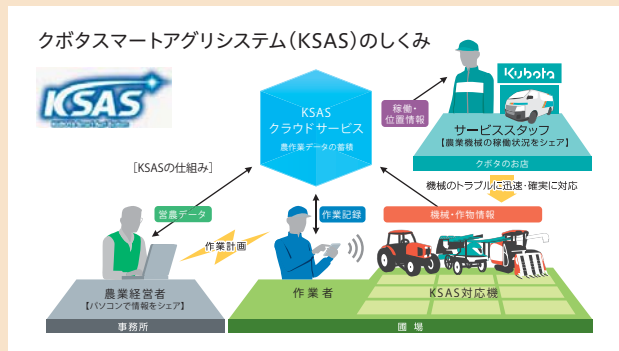 クボタスマートアグリシステム(KSAS)のしくみ
KSAS
KSAS
クラウドサービス
農作業データの蓄積
稼働・
位置情報
Kubota
サービススタッフ
【農業機械の稼働状況をシェア】
クボタのお店
[KSASの仕組み]
機械のトラブルに迅速・確実に対応
営農データ
作業記録
機械・作物情報
作業計画
農業経営者
【パソコンで情報をシェア】
事務所
作業者
KSAS対応機
圃場